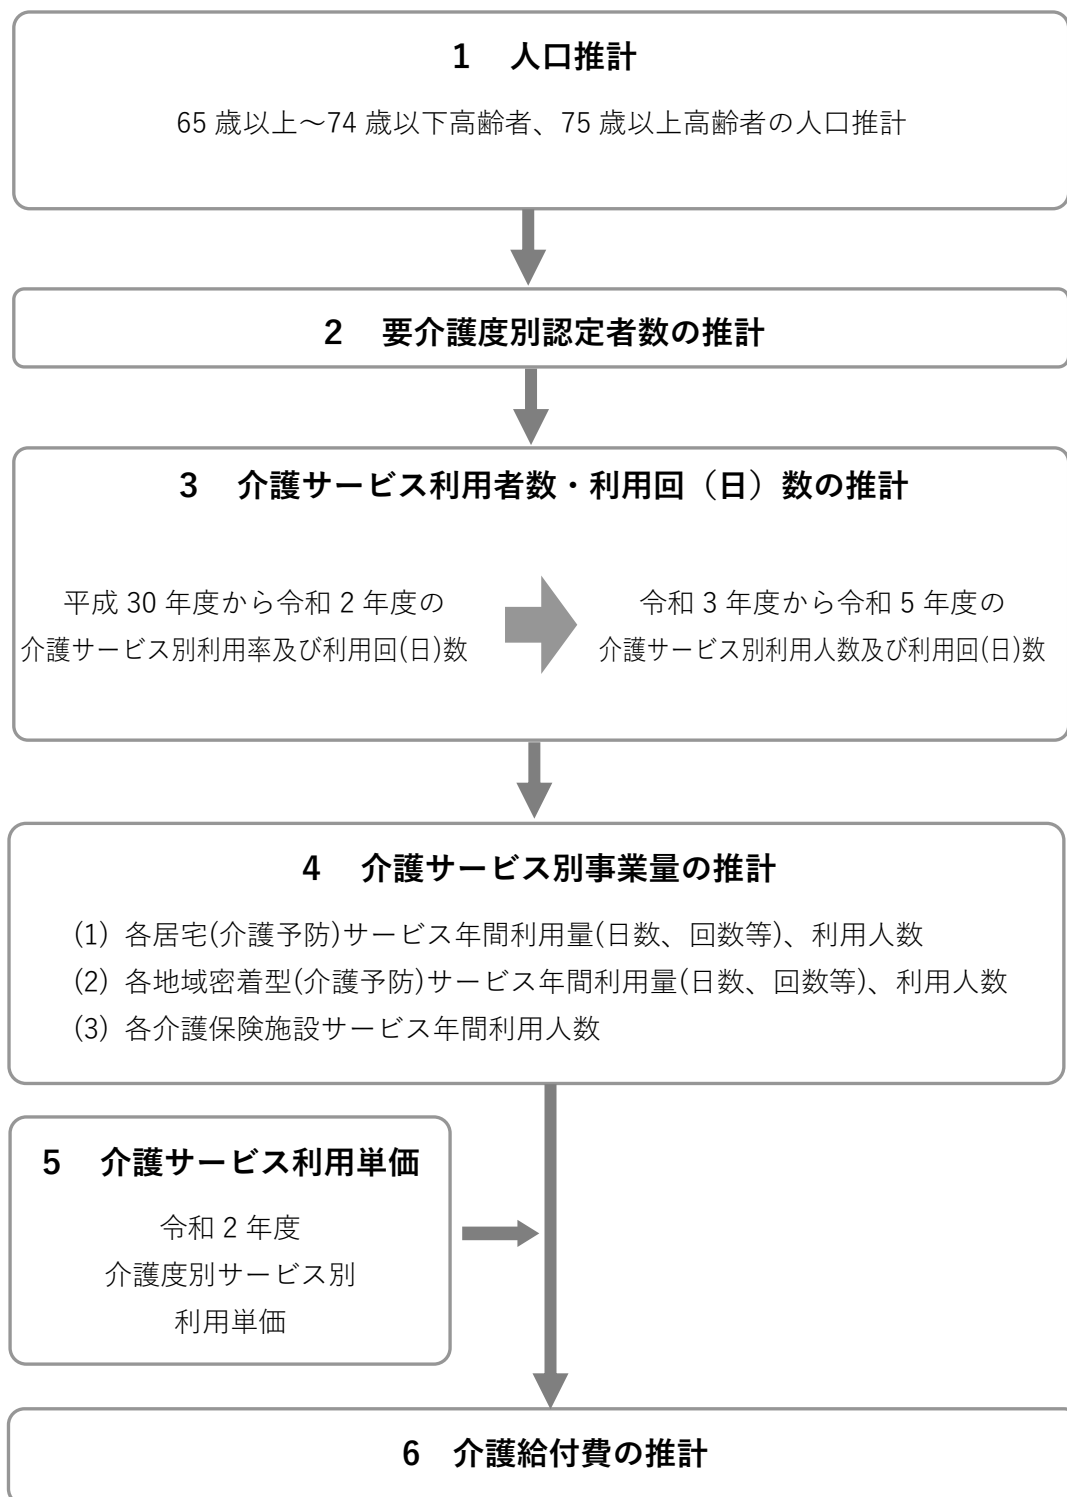 1 人口推計
65 歳以上～74 歳以下高齢者、75 歳以上高齢者の人口推計
2 要介護度別認定者数の推計
3 介護サービス利用者数・利用回（日）数の推計
平成 30 年度から令和 2 年度の
介護サービス別利用率及び利用回(日)数
令和 3 年度から令和 5 年度の
介護サービス別利用人数及び利用回(日)数
4 介護サービス別事業量の推計
(1) 各居宅(介護予防)サービス年間利用量(日数、回数等)、利用人数
(2) 各地域密着型(介護予防)サービス年間利用量(日数、回数等)、利用人数
(3) 各介護保険施設サービス年間利用人数
5 介護サービス利用単価
令和 2 年度
介護度別サービス別
利用単価
6 介護給付費の推計